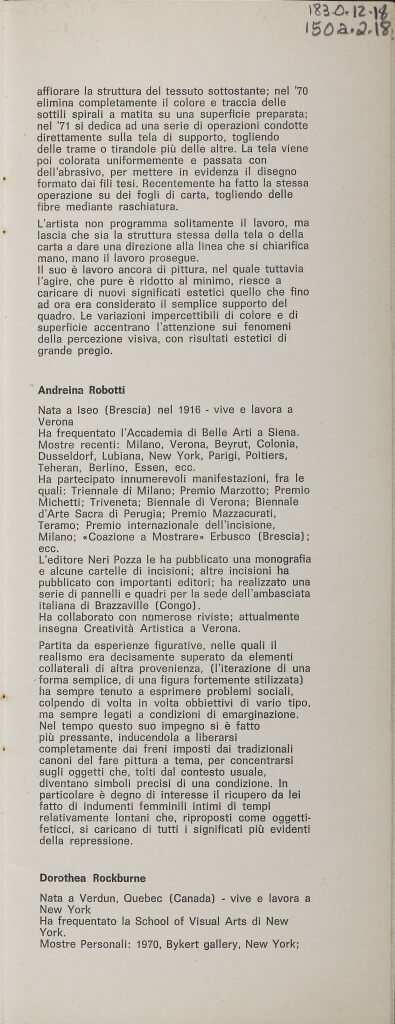 1830.12.18
1502.2.18
affiorare la struttura del tessuto sottostante; nel '70
elimina completamente il colore e traccia delle
sottili spirali a matita su una superficie preparata;
nel '71 si dedica ad una serie di operazioni condotte
direttamente sulla tela di supporto, togliendo
delle trame o tirandole più delle altre. La tela viene
poi colorata uniformemente e passata con
dell'abrasivo, per mettere in evidenza il disegno
formato dai fili tesi. Recentemente ha fatto la stessa
operazione su dei fogli di carta, togliendo delle
fibre mediante raschiatura.
L'artista non programma solitamente il lavoro, ma
lascia che sia la struttura stessa della tela o della
carta a dare una direzione alla linea che si chiarifica
mano, mano il lavoro prosegue.
Il suo è lavoro ancora di pittura, nel quale tuttavia
l'agire, che pure è ridotto al minimo, riesce a
caricare di nuovi significati estetici quello che fino
ad ora era considerato il semplice supporto del
quadro. Le variazioni impercettibili di colore e di
superficie accentrano l'attenzione sui fenomeni
della percezione visiva, con risultati estetici di
grande pregio.
Andreina Robotti
Nata a Iseo (Brescia) nel 1916 - vive e lavora a
Verona
Ha frequentato l'Accademia di Belle Arti a Siena.
Mostre recenti: Milano, Verona, Beyrut, Colonia,
Dusseldorf, Lubiana, New York, Parigi, Poitiers,
Teheran, Berlino, Essen, ecc.
Ha partecipato innumerevoli manifestazioni, fra le
quali: Triennale di Milano; Premio Marzotto; Premio
Michetti; Triveneta; Biennale di Verona; Biennale
d'Arte Sacra di Perugia; Premio Mazzacurati,
Teramo; Premio internazionale dell'incisione,
Milano; «Coazione a Mostrare» Erbusco (Brescia);
ecc.
L'editore Neri Pozza le ha pubblicato una monografia
e alcune cartelle di incisioni; altre incisioni ha
pubblicato con importanti editori; ha realizzato una
serie di pannelli e quadri per la sede dell'ambasciata
italiana di Brazzaville (Congo).
Ha collaborato con numerose riviste; attualmente
insegna Creatività Artistica a Verona.
Partita da esperienze figurative, nelle quali il
realismo era decisamente superato da elementi
collaterali di altra provenienza, (l'iterazione di una
forma semplice, di una figura fortemente stilizzata)
ha sempre tenuto a esprimere problemi sociali,
colpendo di volta in volta obbiettivi di vario tipo,
ma sempre legati a condizioni di emarginazione.
Nel tempo questo suo impegno si è fatto
più pressante, inducendola a liberarsi
completamente dai freni imposti dai tradizionali
canoni del fare pittura a tema, per concentrarsi
sugli oggetti che, tolti dal contesto usuale,
diventano simboli precisi di una condizione. In
particolare è degno di interesse il ricupero da lei
fatto di indumenti femminili intimi di tempi
relativamente lontani che, riproposti come oggetti-
feticci, si caricano di tutti i significati più evidenti
della repressione.
Dorothea Rockburne
Nata a Verdun, Quebec (Canada) - vive e lavora a
New York
Ha frequentato la School of Visual Arts di New
York.
Mostre Personali: 1970, Bykert gallery, New York;